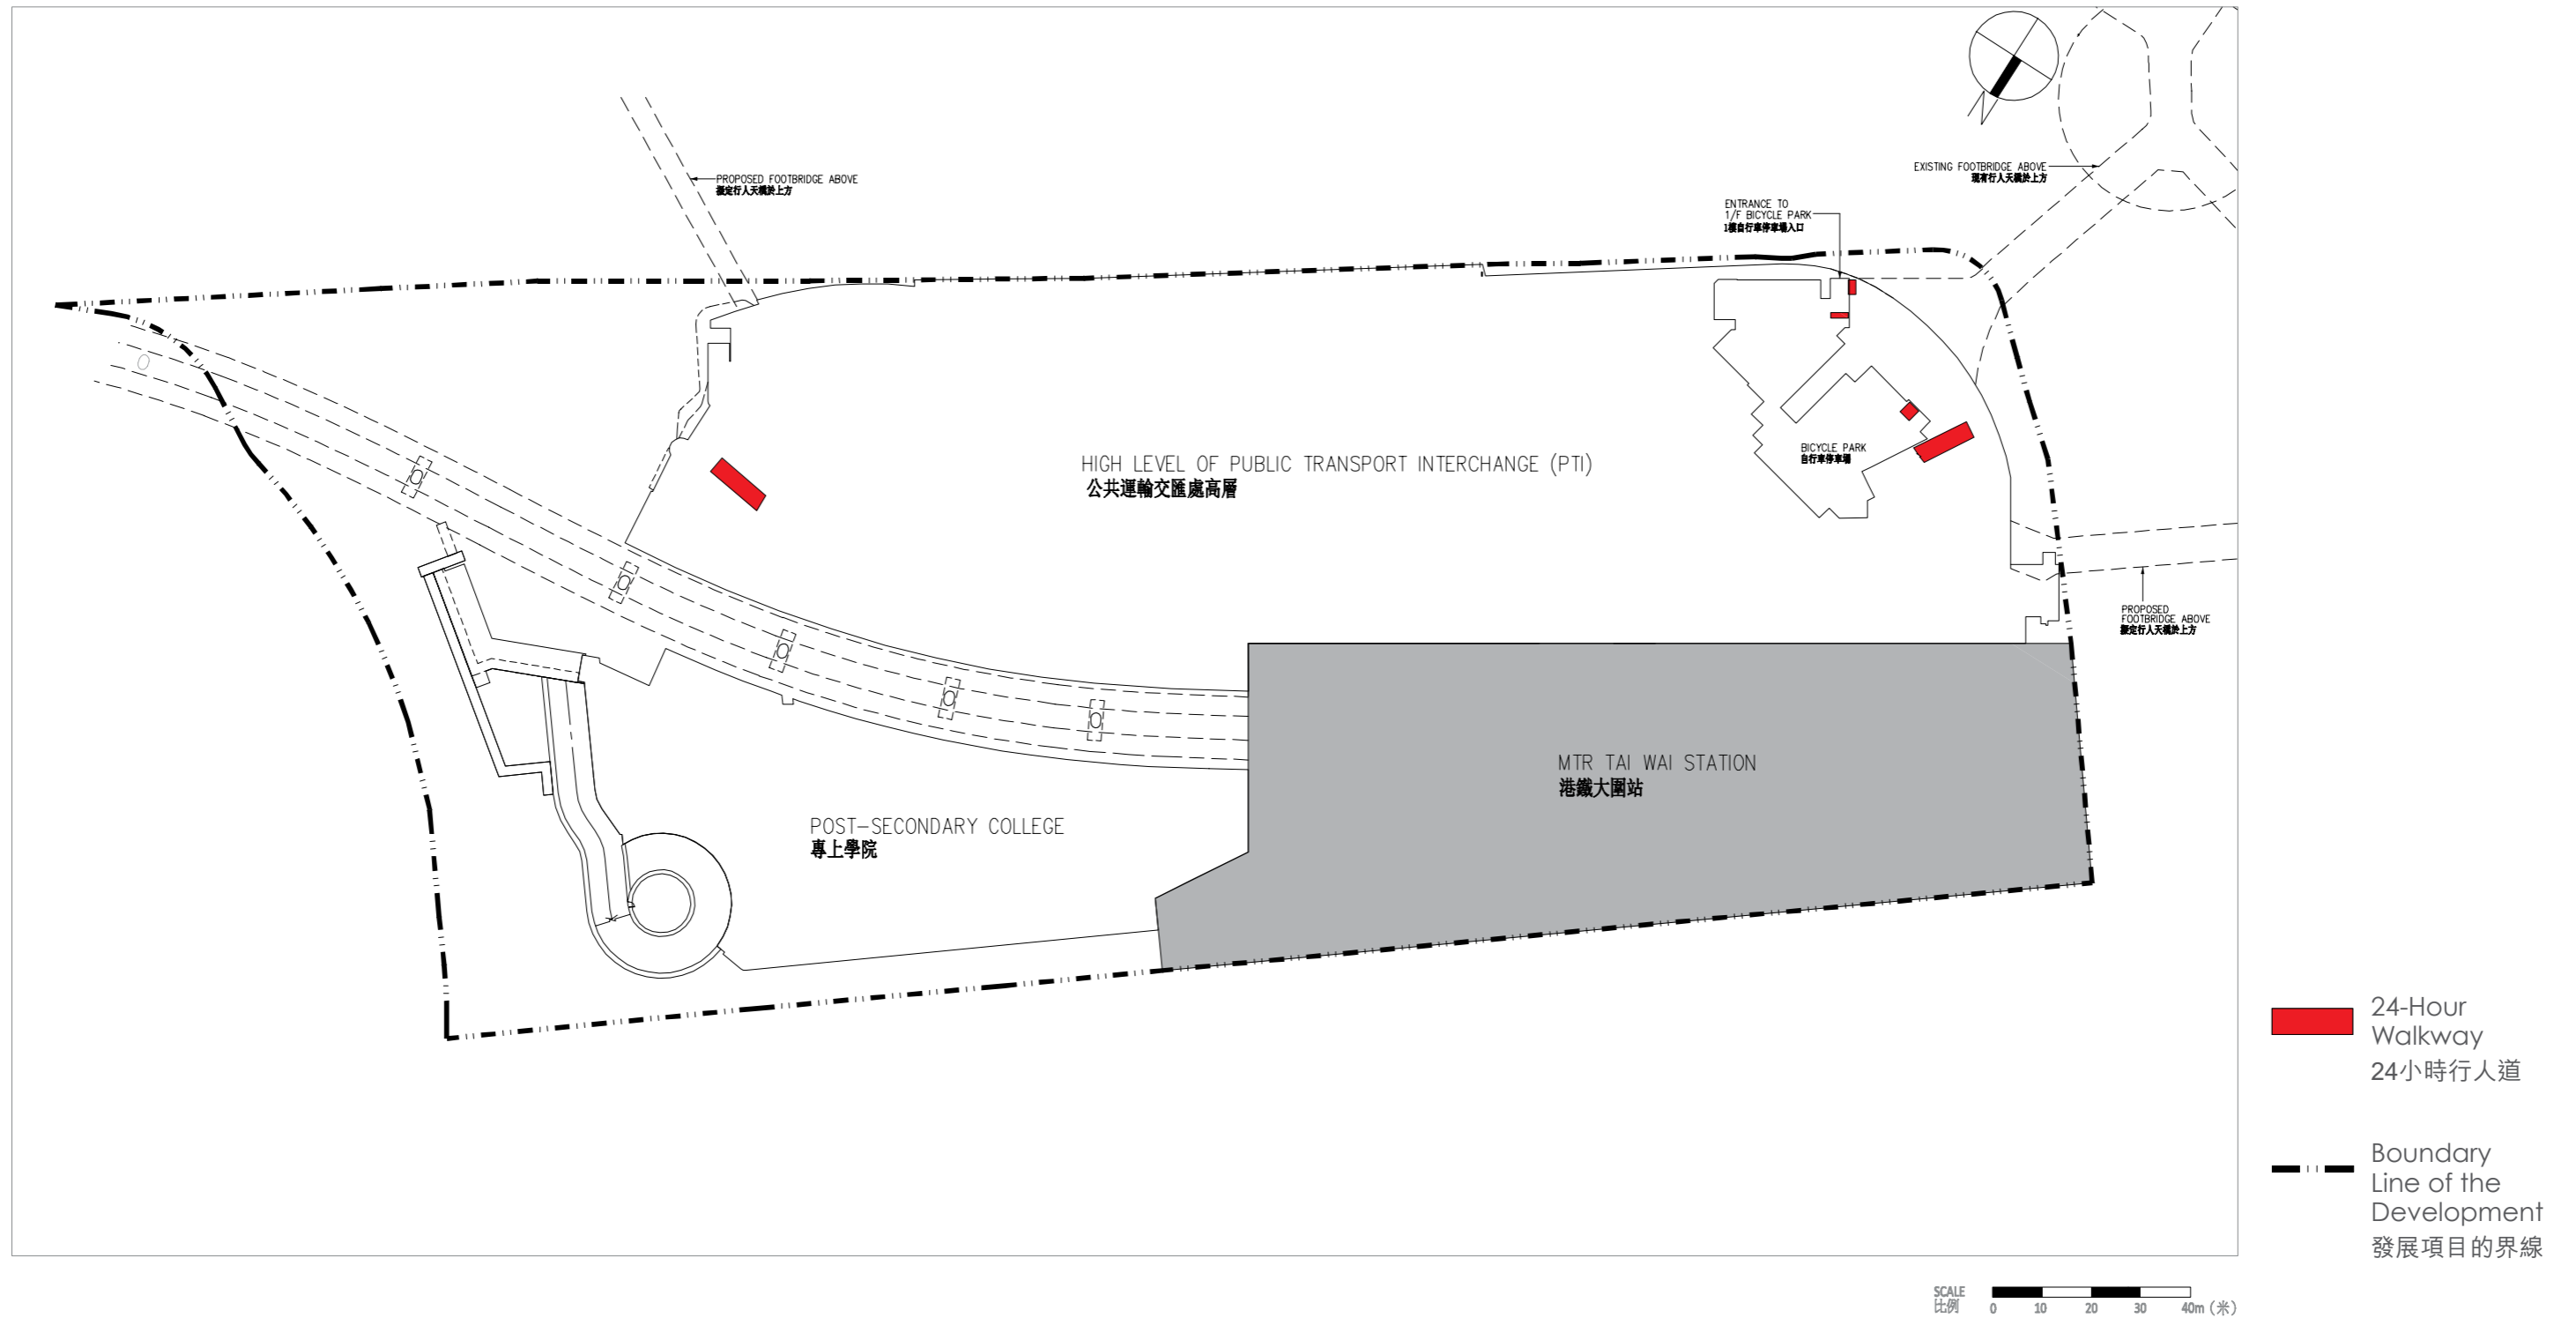 PROPOSED FOOTBRIDGE ABOVE
擬定行人天橋於上方
EXISTING FOOTBRIDGE ABOVE
現有行人天橋於上方
ENTRANCE TO
1/F BICYCLE PARK
1樓自行車停車場入口
N
HIGH LEVEL OF PUBLIC TRANSPORT INTERCHANGE (PTI)
公共運輸交匯處高層
BICYCLE PARK
自行車停車場
PROPOSED
FOOTBRIDGE ABOVE
擬定行人天橋於上方
MTR TAI WAI STATION
港鐵大圍站
POST-SECONDARY COLLEGE
專上學院
24-Hour
Walkway
24小時行人道
Boundary
Line of the
Development
發展項目的界線
SCALE
比例
0 10 20 30 40m (米)